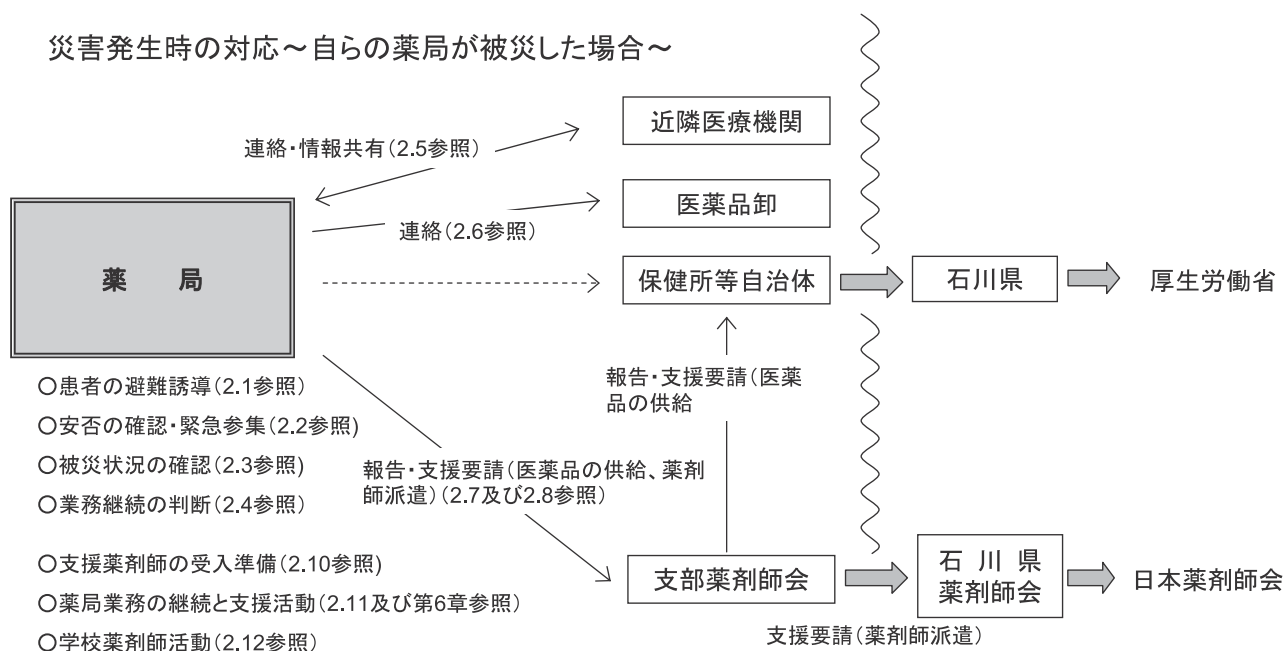 災害発生時の対応～自らの薬局が被災した場合～
近隣医療機関
連絡・情報共有(2.5参照)
医薬品卸
連絡(2.6参照)
薬　局
保健所等自治体
石川県
厚生労働省
○患者の避難誘導(2.1参照)
○安否の確認・緊急参集(2.2参照)
○被災状況の確認(2.3参照)
○業務継続の判断(2.4参照)
報告・支援要請(医薬
品の供給
報告・支援要請(医薬品の供給、薬剤
師派遣)(2.7及び2.8参照)
○支援薬剤師の受入準備(2.10参照)
○薬局業務の継続と支援活動(2.11及び第6章参照)
○学校薬剤師活動(2.12参照)
支部薬剤師会
石 川 県
薬剤師会
日本薬剤師会
支援要請(薬剤師派遣)